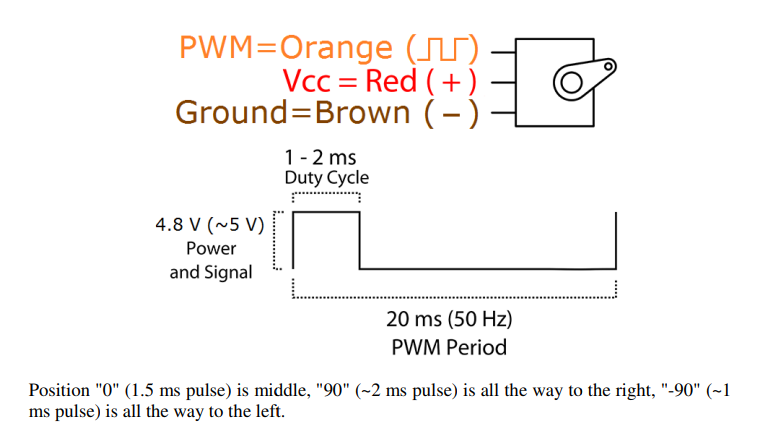 PWM=Orange (⎍⎍)
Vcc = Red ( + )
Ground=Brown ( − )
1 - 2 ms
Duty Cycle
4.8 V (~5 V)
Power
and Signal
20 ms (50 Hz)
PWM Period
Position "0" (1.5 ms pulse) is middle, "90" (~2 ms pulse) is all the way to the right, "-90" (~1
ms pulse) is all the way to the left.